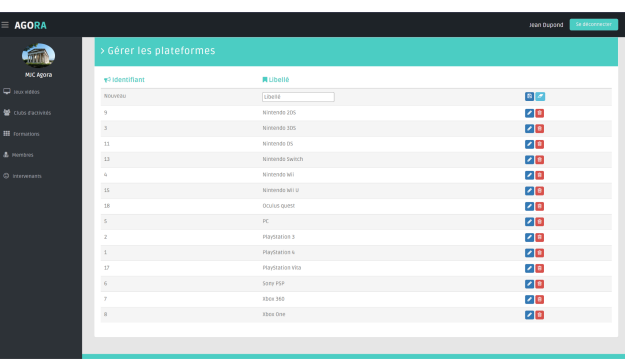 AGORA
Jean Dupond
Se déconnecter
MJC Agora
Jeux vidéos
Clubs d'activités
Formations
Membres
Intervenants
> Gérer les plateformes
Identifiant Libellé
Nouveau Libellé
9 Nintendo 2DS
3 Nintendo 3DS
11 Nintendo DS
13 Nintendo Switch
4 Nintendo Wii
15 Nintendo Wii U
18 Oculus Quest
5 PC
2 PlayStation 3
1 PlayStation 4
17 PlayStation Vita
6 Sony PSP
7 Xbox 360
8 Xbox One